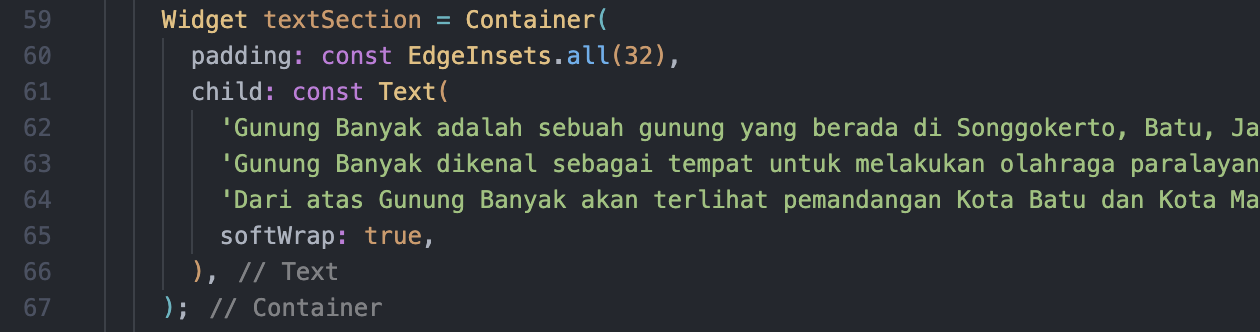 59 Widget textSection = Container(
60 padding: const EdgeInsets.all(32),
61 child: const Text(
62 'Gunung Banyak adalah sebuah gunung yang berada di Songgokerto, Batu, Ja
63 'Gunung Banyak dikenal sebagai tempat untuk melakukan olahraga paralayan
64 'Dari atas Gunung Banyak akan terlihat pemandangan Kota Batu dan Kota Ma
65 softWrap: true,
66 ), // Text
67 ); // Container